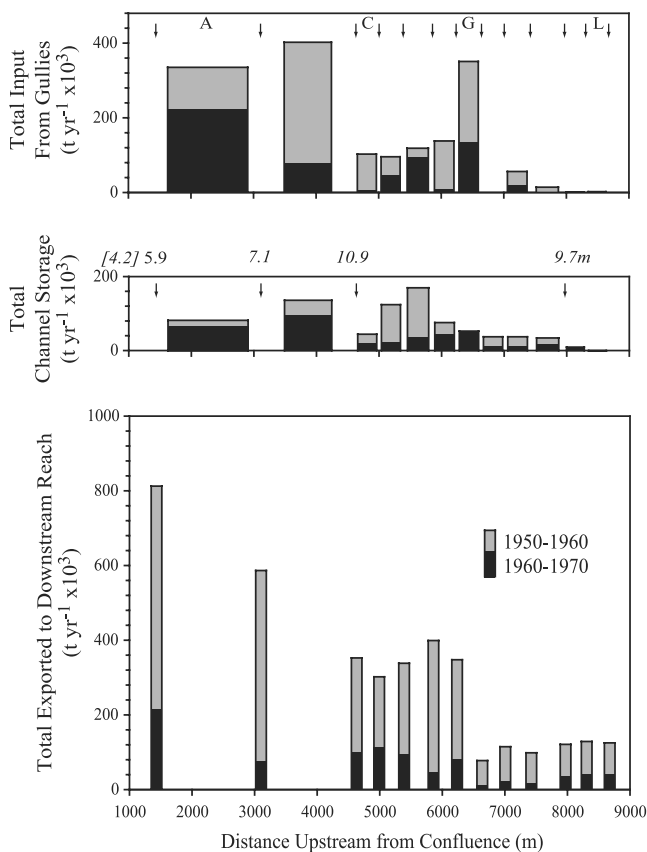 A C G L
Total Input
From Gullies
(t yr-1 x10³)
400
200
0
[4.2] 5.9 7.1 10.9 9.7m
Total
Channel Storage
(t yr-1 x10³)
200
0
Total Exported to Downstream Reach
(t yr-1 x10³)
1000
800
600
400
200
0
1950-1960
1960-1970
1000 2000 3000 4000 5000 6000 7000 8000 9000
Distance Upstream from Confluence (m)